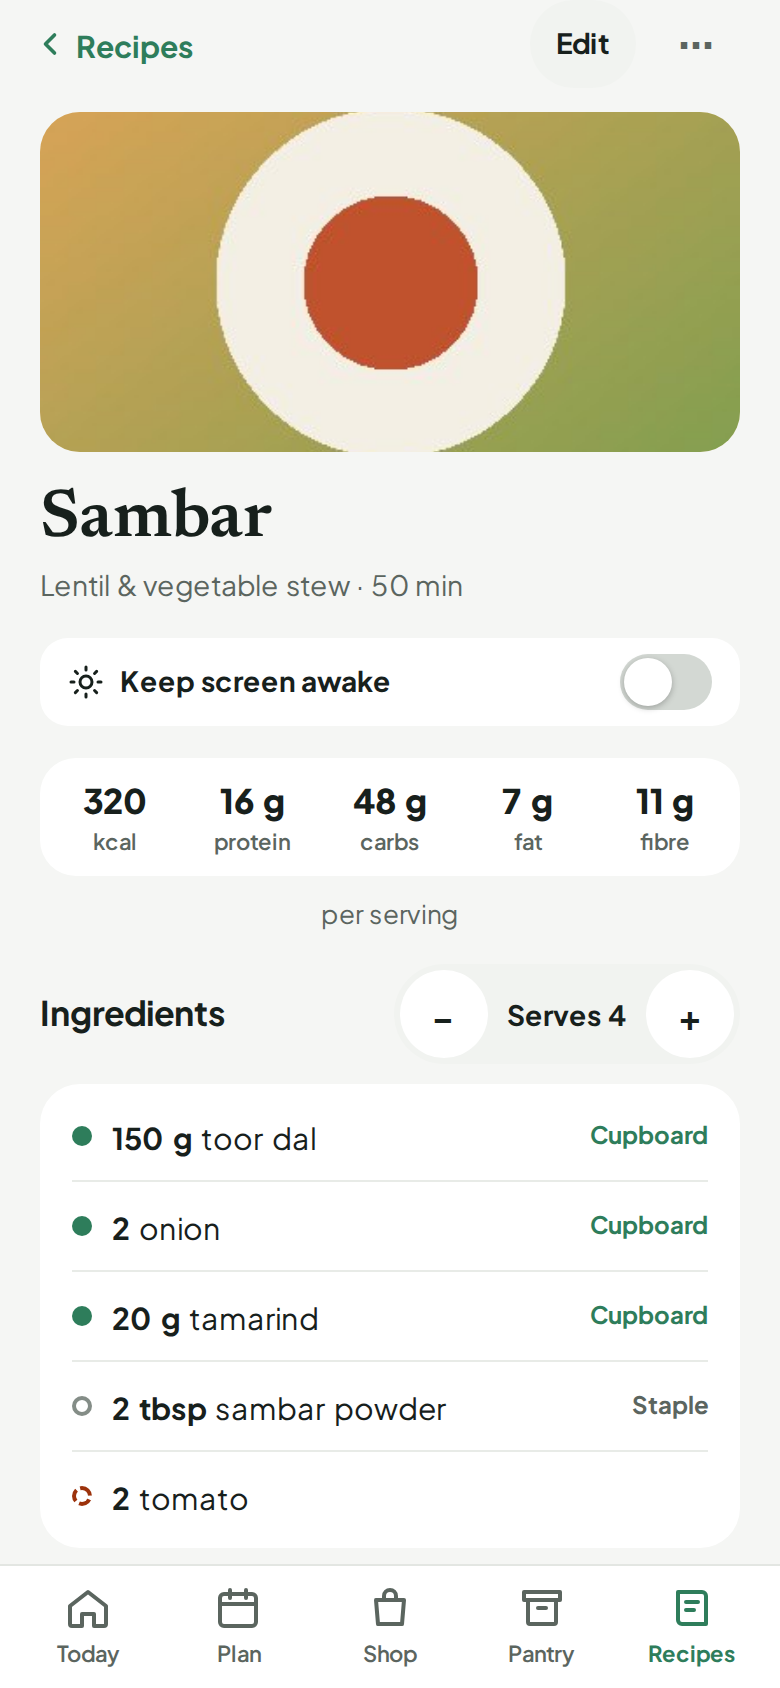 Recipes
Edit
Sambar
Lentil & vegetable stew · 50 min
Keep screen awake
320 16 g 48 g 7 g 11 g
kcal protein carbs fat fibre
per serving
Ingredients
– Serves 4 +
150 g toor dal Cupboard
2 onion Cupboard
20 g tamarind Cupboard
2 tbsp sambar powder Staple
2 tomato
Today Plan Shop Pantry Recipes